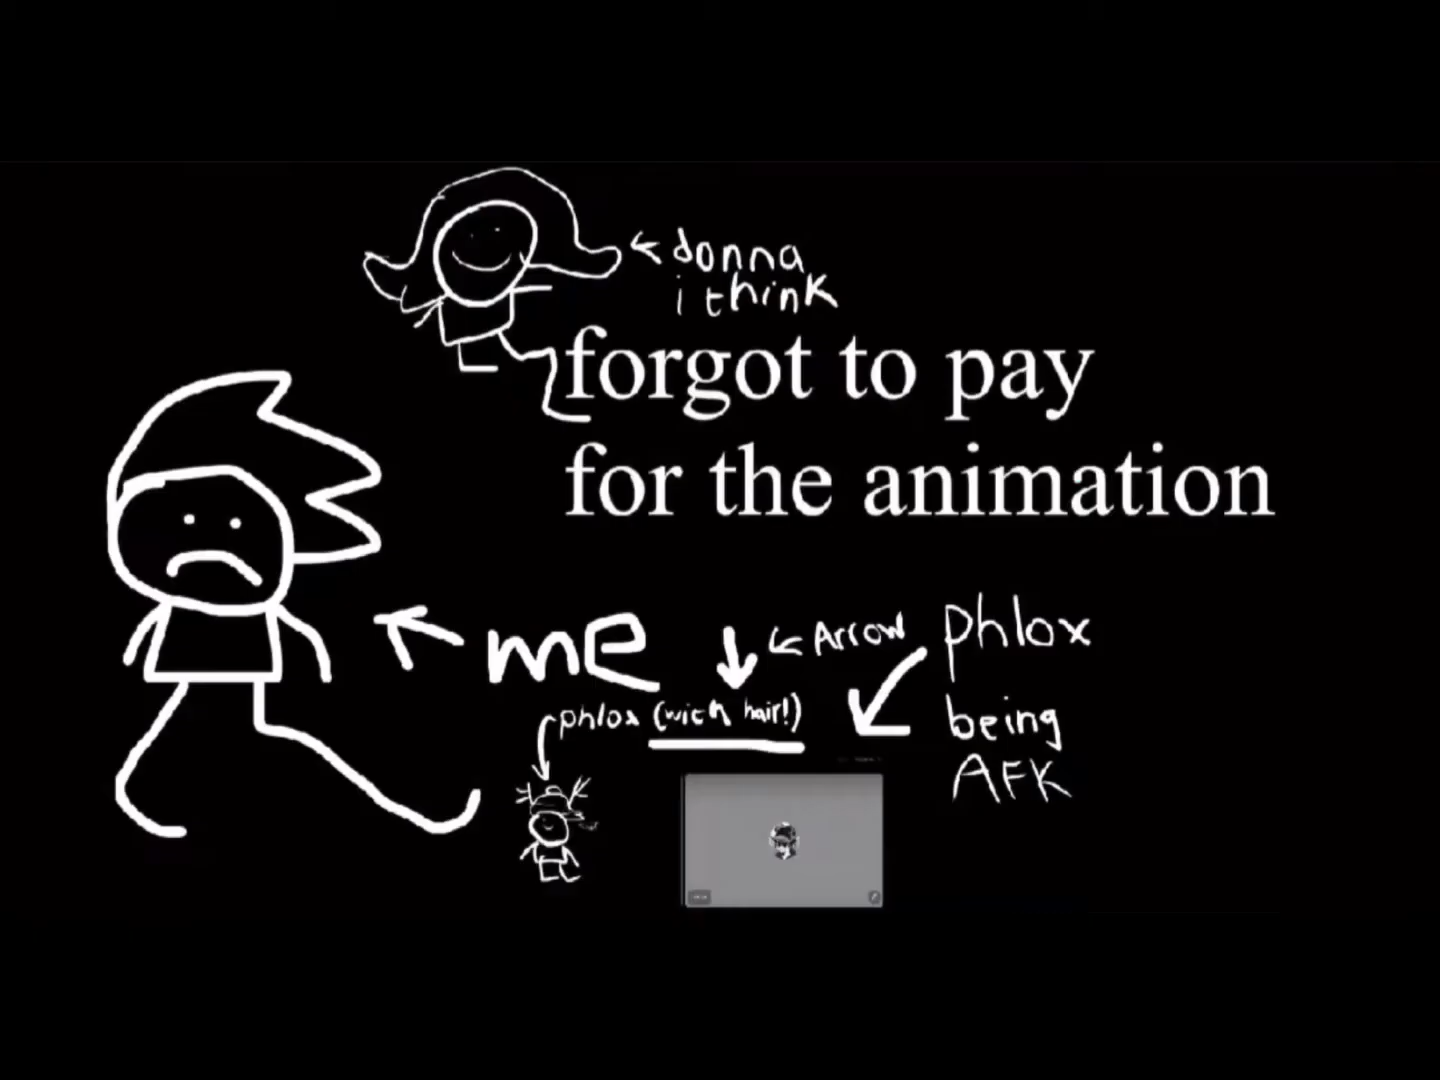 donna
i think
forgot to pay
for the animation
me
Arrow
phlox
being
AFK
phlox (with hair!)